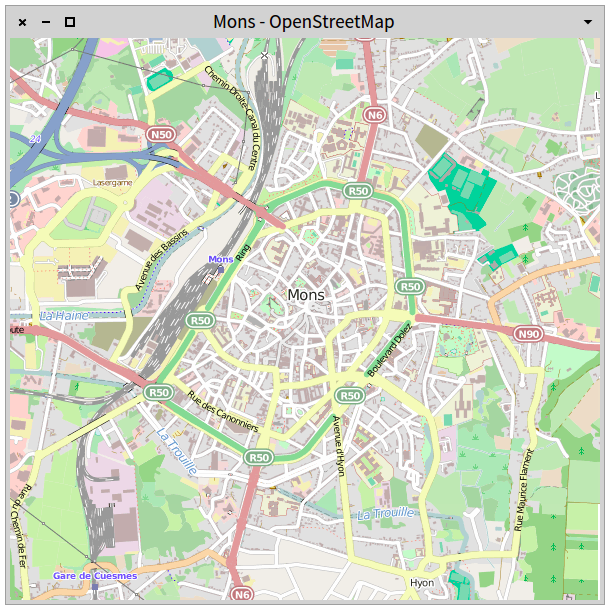 Mons - OpenStreetMap
Chemin Droite Canal du Centre
N6
24
N50
Lasergame
R50
Avenue des Bassins
Ring
Mons
R50
Mons
La Haine
R50
oute
Boulevard Dolez
N90
R50
R50
Rue des Canonniers
Avenue d'Hyon
La Trouille
R50
Rue Maurice Flament
Rue du Chemin de Fer
La Trouille
Gare de Cuesmes
Hyon
N6